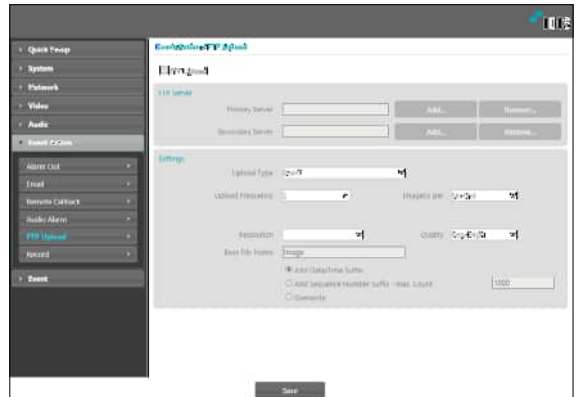 Quick Setup
System
Network
Video
Audio
Event Action
Alarm Out
Email
Remote Callback
Audio Alarm
FTP Upload
Record
Event
FTP Upload
FTP Server
Primary Server Add... Remove...
Secondary Server Add... Remove...
Settings
Upload Type
Upload Frequency Image(s) per
Resolution Quality
Base File Name Image
Add Date/Time Suffix
Add Sequence Number Suffix - max. Count 1000
Overwrite
Save